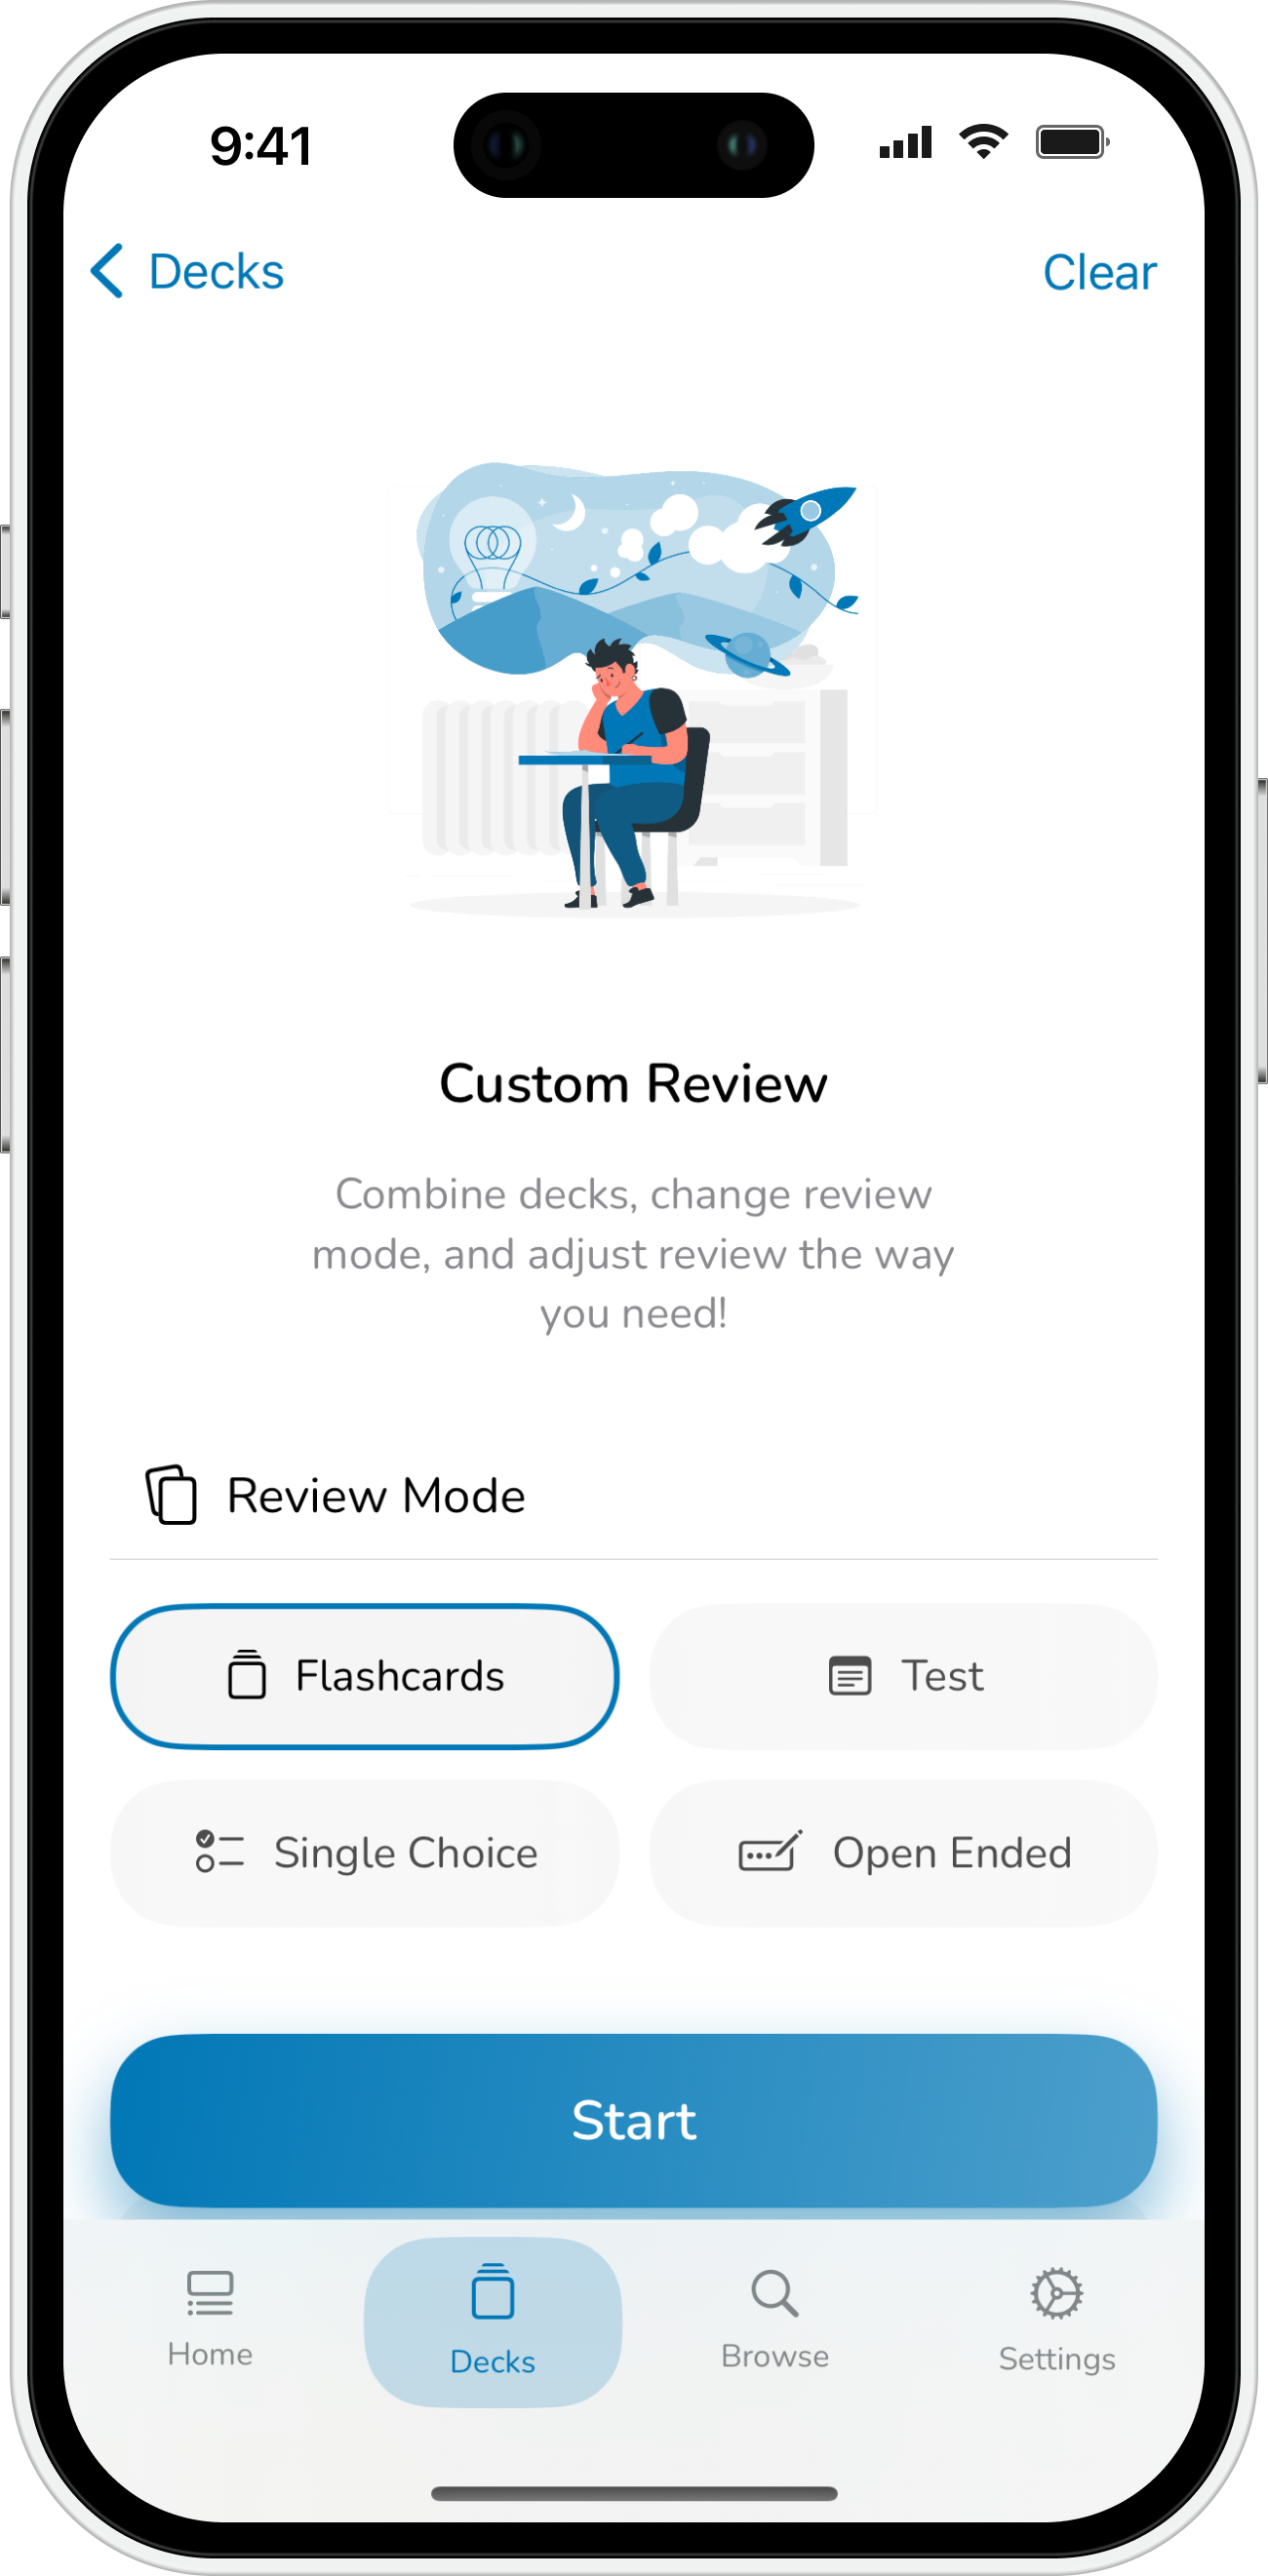 9:41
Decks
Clear
Custom Review
Combine decks, change review
mode, and adjust review the way
you need!
Review Mode
Flashcards
Test
Single Choice
Open Ended
Start
Home
Decks
Browse
Settings